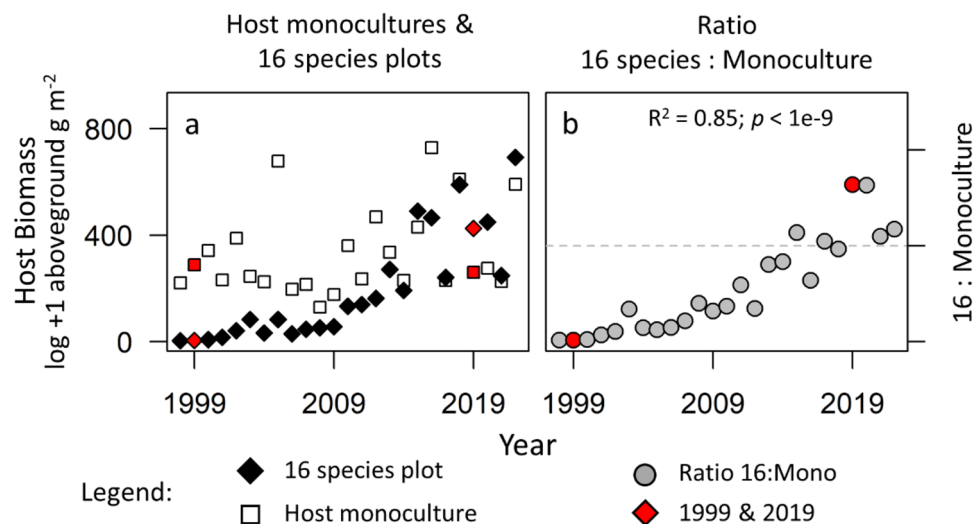 Host monocultures &
16 species plots
Ratio
16 species : Monoculture
Host Biomass
log +1 aboveground g m⁻²
800
400
0
a
b
R² = 0.85; p < 1e-9
16 : Monoculture
1999
2009
2019
1999
2009
2019
Year
Legend:
16 species plot
Host monoculture
Ratio 16:Mono
1999 & 2019